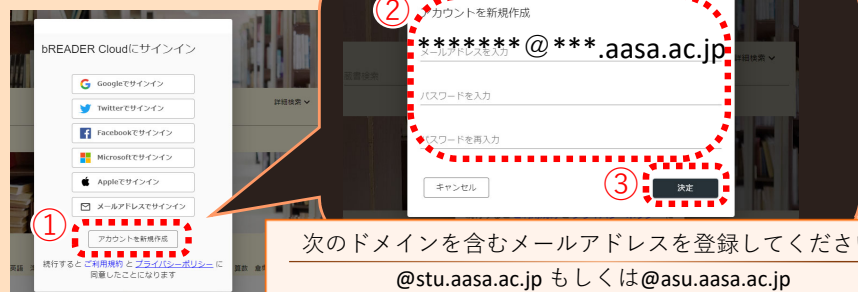 bREADER Cloudにサインイン
Googleでサインイン
Twitterでサインイン
Facebookでサインイン
Microsoftでサインイン
Appleでサインイン
メールアドレスでサインイン
①
アカウントを新規作成
続行すると ご利用規約 と プライバシーポリシー に
同意したことになります
詳細検索
②
アカウントを新規作成
メールアドレスを入力
*******@***.aasa.ac.jp
パスワードを入力
パスワードを再入力
キャンセル
③
決定
詳細検索
次のドメインを含むメールアドレスを登録してくださ
@stu.aasa.ac.jp もしくは@asu.aasa.ac.jp